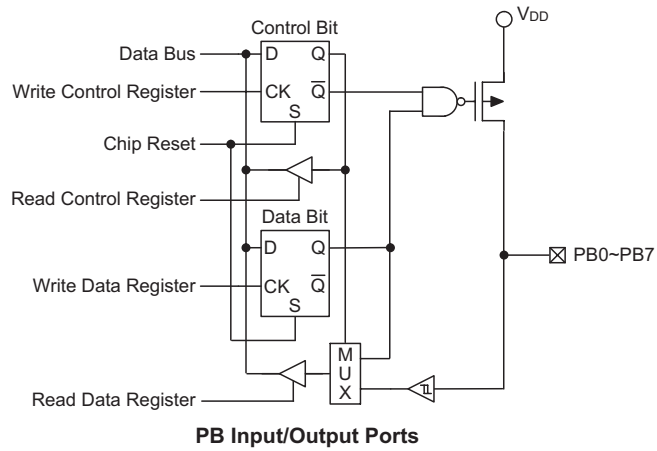 Control Bit
VDD
Data Bus
D
Q
Write Control Register
CK
Q
S
Chip Reset
Read Control Register
Data Bit
D
Q
PB0~PB7
Write Data Register
CK
Q
S
M
U
X
Read Data Register
PB Input/Output Ports